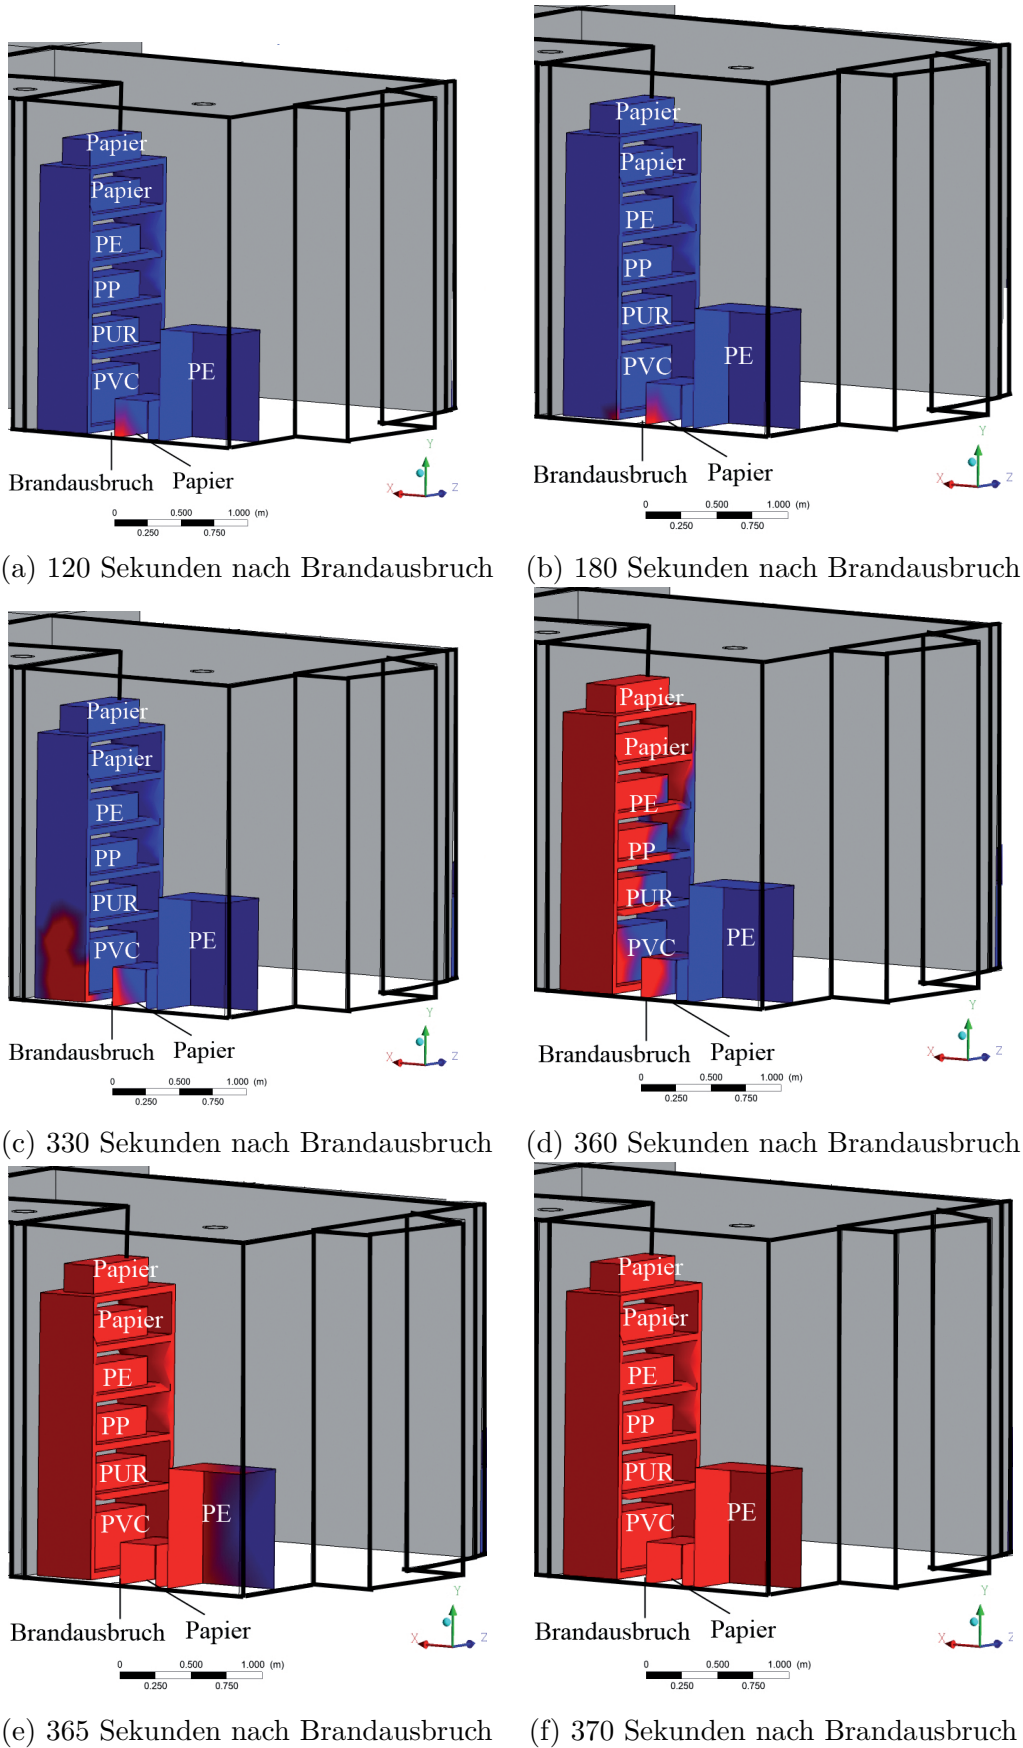 Papier
Papier
PE
PP
PUR
PVC
PE
Brandausbruch Papier
Y
X Z
0 0.500 1.000 (m)
0.250 0.750
(a) 120 Sekunden nach Brandausbruch
Papier
Papier
PE
PP
PUR
PVC
PE
Brandausbruch Papier
Y
X Z
0 0.500 1.000 (m)
0.250 0.750
(b) 180 Sekunden nach Brandausbruch
Papier
Papier
PE
PP
PUR
PVC
PE
Brandausbruch Papier
Y
X Z
0 0.500 1.000 (m)
0.250 0.750
(c) 330 Sekunden nach Brandausbruch
Papier
Papier
PE
PP
PUR
PVC
PE
Brandausbruch Papier
Y
X Z
0 0.500 1.000 (m)
0.250 0.750
(d) 360 Sekunden nach Brandausbruch
Papier
Papier
PE
PP
PUR
PVC
PE
Brandausbruch Papier
Y
X Z
0 0.500 1.000 (m)
0.250 0.750
(e) 365 Sekunden nach Brandausbruch
Papier
Papier
PE
PP
PUR
PVC
PE
Brandausbruch Papier
Y
X Z
0 0.500 1.000 (m)
0.250 0.750
(f) 370 Sekunden nach Brandausbruch